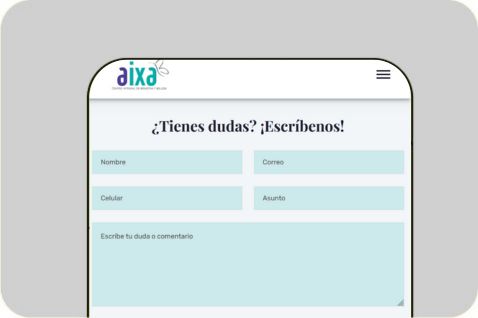 aixa
CENTRO INTEGRAL DE BIENESTAR Y BELLEZA
¿Tienes dudas? ¡Escríbenos!
Nombre
Correo
Celular
Asunto
Escribe tu duda o comentario